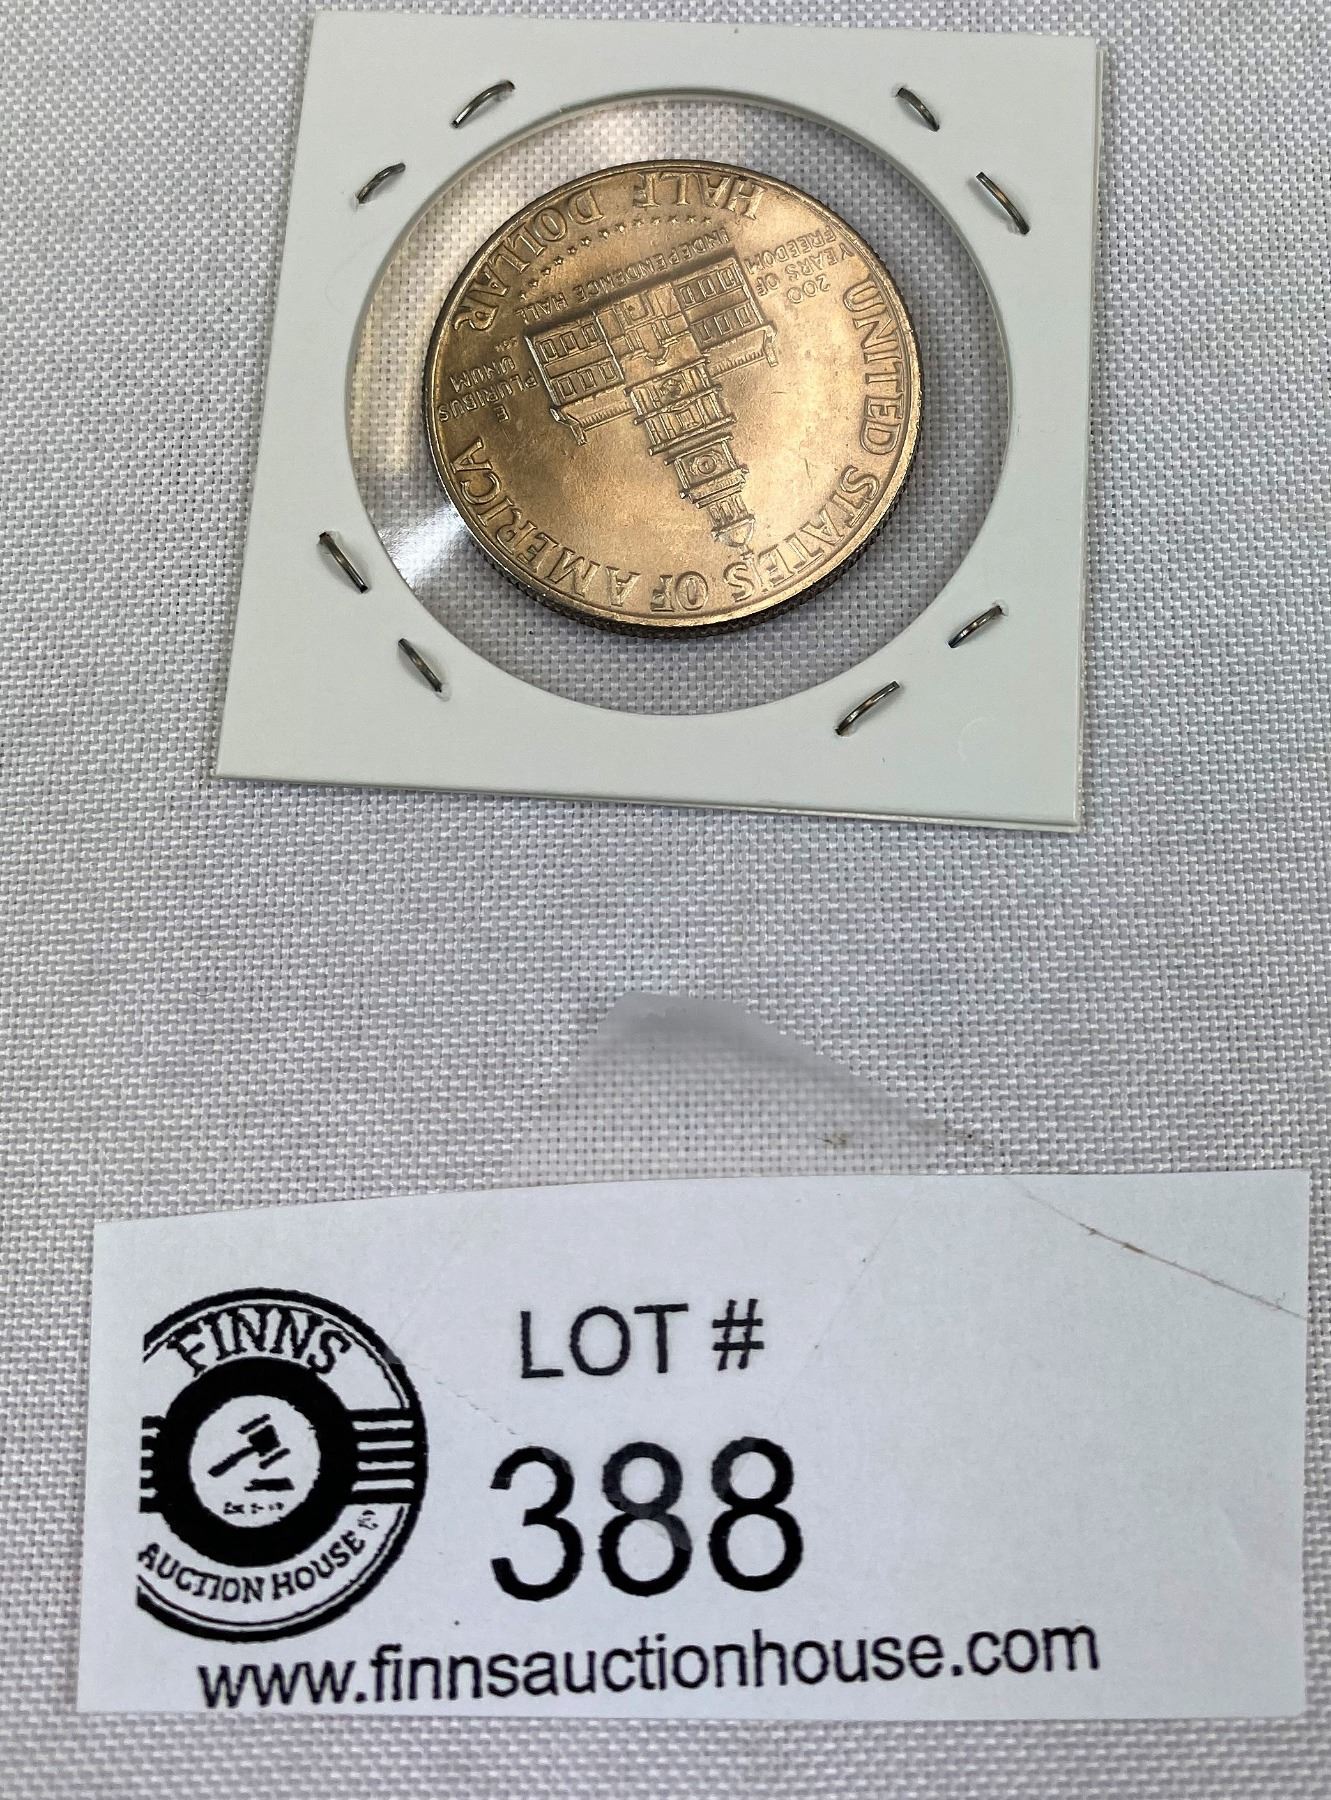 UNITED STATES OF AMERICA
200
YEARS OF
FREEDOM
E
PLURIBUS
UNUM
INDEPENDENCE HALL
HALF DOLLAR
FINNS
AUCTION HOUSE
LOT #
388
www.finnsauctionhouse.com